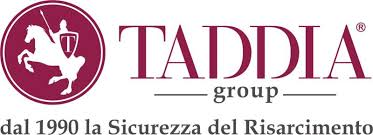 T
TADDIA®
group
dal 1990 la Sicurezza del Risarcimento